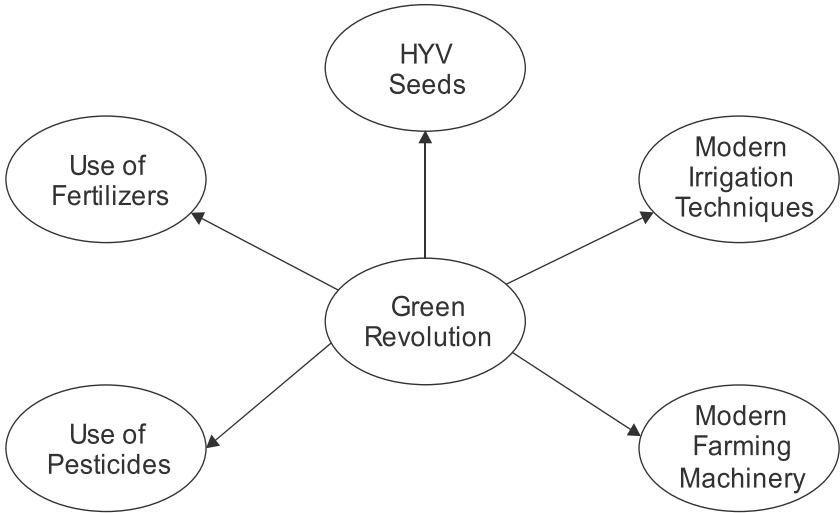 HYV
Seeds
Use of
Fertilizers
Modern
Irrigation
Techniques
Green
Revolution
Use of
Pesticides
Modern
Farming
Machinery